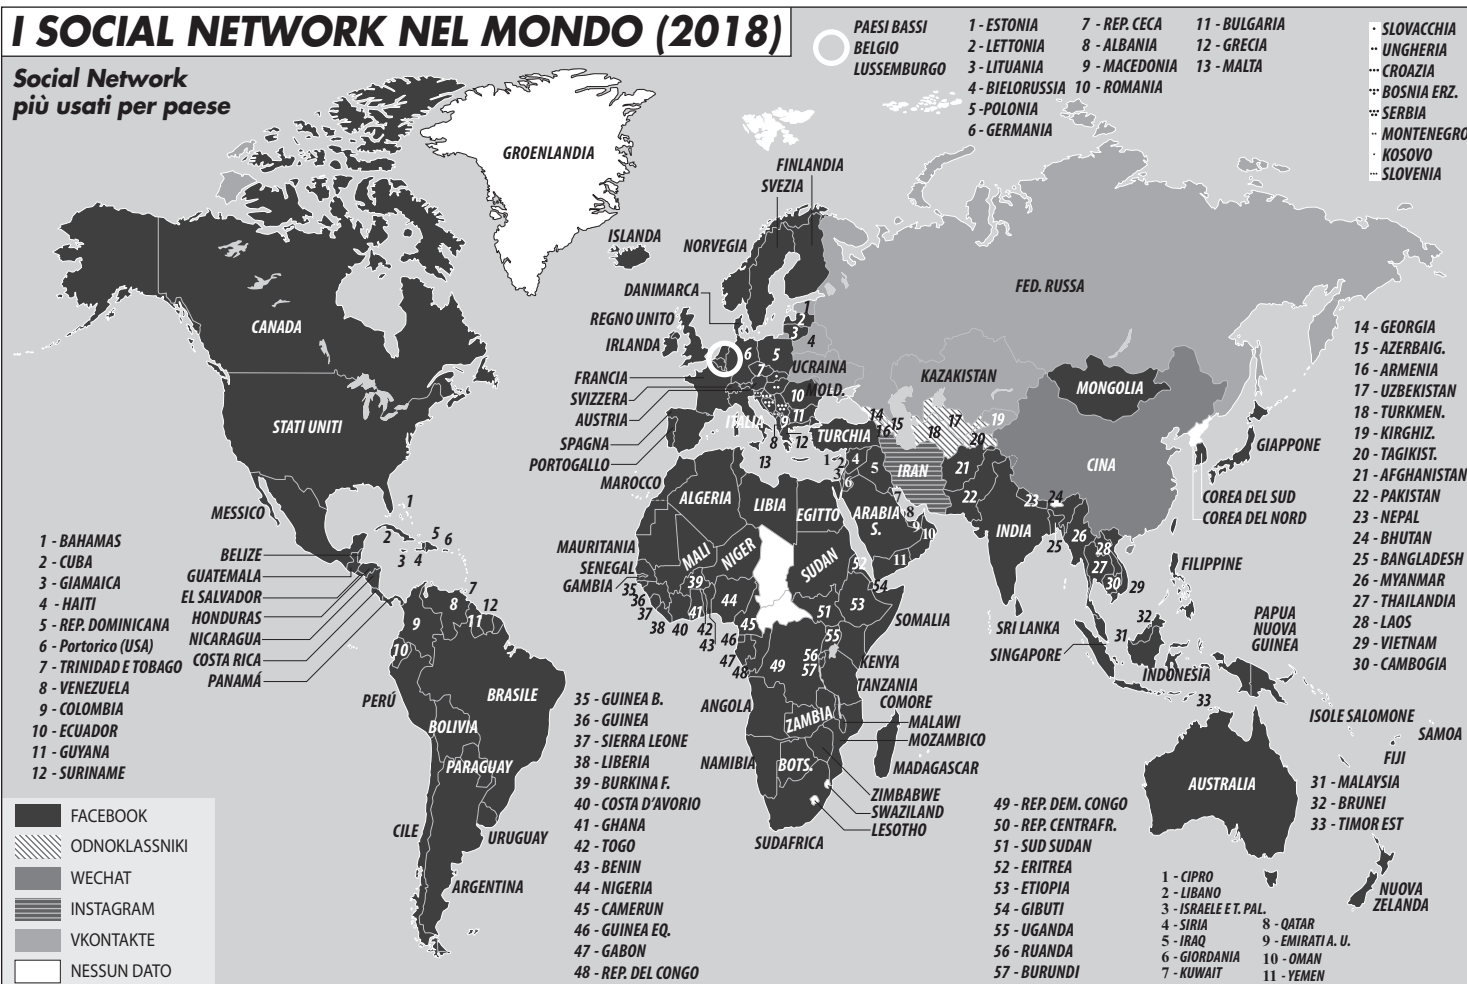 I SOCIAL NETWORK NEL MONDO (2018)
Social Network
più usati per paese
PAESI BASSI
BELGIO
LUSSEMBURGO
1 - ESTONIA
2 - LETTONIA
3 - LITUANIA
4 - BIELORUSSIA
5 -POLONIA
6 - GERMANIA
7 - REP. CECA
8 - ALBANIA
9 - MACEDONIA
10 - ROMANIA
11 - BULGARIA
12 - GRECIA
13 - MALTA
SLOVACCHIA
UNGHERIA
CROAZIA
BOSNIA ERZ.
SERBIA
MONTENEGRO
KOSOVO
SLOVENIA
GROENLANDIA
ISLANDA
NORVEGIA
SVEZIA
FINLANDIA
DANIMARCA
REGNO UNITO
IRLANDA
FRANCIA
SVIZZERA
AUSTRIA
SPAGNA
PORTOGALLO
ITALIA
UCRAINA
MOLD.
TURCHIA
FED. RUSSA
KAZAKISTAN
MONGOLIA
CINA
IRAN
INDIA
GIAPPONE
COREA DEL SUD
COREA DEL NORD
FILIPPINE
SRI LANKA
SINGAPORE
INDONESIA
PAPUA
NUOVA
GUINEA
ISOLE SALOMONE
SAMOA
FIJI
AUSTRALIA
NUOVA
ZELANDA
CANADA
STATI UNITI
MESSICO
BELIZE
GUATEMALA
EL SALVADOR
HONDURAS
NICARAGUA
COSTA RICA
PANAMÁ
PERÚ
BRASILE
BOLIVIA
PARAGUAY
CILE
URUGUAY
ARGENTINA
MAROCCO
ALGERIA
LIBIA
EGITTO
ARABIA
S.
MAURITANIA
SENEGAL
GAMBIA
MALI
NIGER
SUDAN
SOMALIA
KENYA
TANZANIA
COMORE
MALAWI
MOZAMBICO
MADAGASCAR
ANGOLA
ZAMBIA
NAMIBIA
BOTS.
ZIMBABWE
SWAZILAND
LESOTHO
SUDAFRICA
1 - BAHAMAS
2 - CUBA
3 - GIAMAICA
4 - HAITI
5 - REP. DOMINICANA
6 - Portorico (USA)
7 - TRINIDAD E TOBAGO
8 - VENEZUELA
9 - COLOMBIA
10 - ECUADOR
11 - GUYANA
12 - SURINAME
14 - GEORGIA
15 - AZERBAIG.
16 - ARMENIA
17 - UZBEKISTAN
18 - TURKMEN.
19 - KIRGHIZ.
20 - TAGIKIST.
21 - AFGHANISTAN
22 - PAKISTAN
23 - NEPAL
24 - BHUTAN
25 - BANGLADESH
26 - MYANMAR
27 - THAILANDIA
28 - LAOS
29 - VIETNAM
30 - CAMBOGIA
31 - MALAYSIA
32 - BRUNEI
33 - TIMOR EST
35 - GUINEA B.
36 - GUINEA
37 - SIERRA LEONE
38 - LIBERIA
39 - BURKINA F.
40 - COSTA D'AVORIO
41 - GHANA
42 - TOGO
43 - BENIN
44 - NIGERIA
45 - CAMERUN
46 - GUINEA EQ.
47 - GABON
48 - REP. DEL CONGO
49 - REP. DEM. CONGO
50 - REP. CENTRAFR.
51 - SUD SUDAN
52 - ERITREA
53 - ETIOPIA
54 - GIBUTI
55 - UGANDA
56 - RUANDA
57 - BURUNDI
1 - CIPRO
2 - LIBANO
3 - ISRAELE E T. PAL.
4 - SIRIA
5 - IRAQ
6 - GIORDANIA
7 - KUWAIT
8 - QATAR
9 - EMIRATI A. U.
10 - OMAN
11 - YEMEN
FACEBOOK
ODNOKLASSNIKI
WECHAT
INSTAGRAM
VKONTAKTE
NESSUN DATO